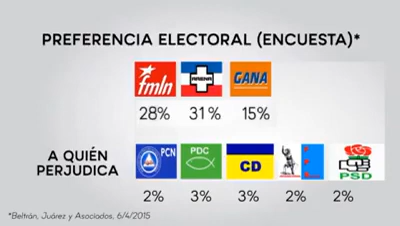 PREFERENCIA ELECTORAL (ENCUESTA)*
fmln ARENA GANA
28% 31% 15%
A QUIÉN
PERJUDICA
PCN PDC CD PSD
2% 3% 3% 2% 2%
*Beltrán, Juárez y Asociados, 6/4/2015